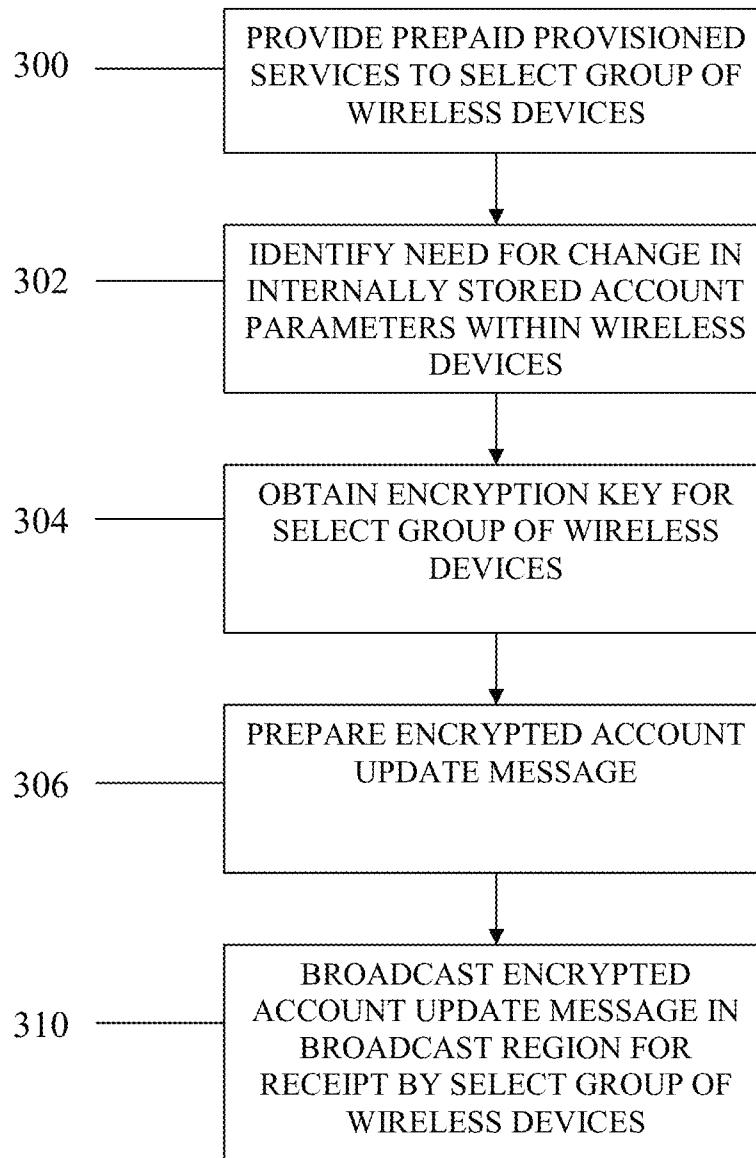 300
PROVIDE PREPAID PROVISIONED
SERVICES TO SELECT GROUP OF
WIRELESS DEVICES
302
IDENTIFY NEED FOR CHANGE IN
INTERNALLY STORED ACCOUNT
PARAMETERS WITHIN WIRELESS
DEVICES
304
OBTAIN ENCRYPTION KEY FOR
SELECT GROUP OF WIRELESS
DEVICES
306
PREPARE ENCRYPTED ACCOUNT
UPDATE MESSAGE
310
BROADCAST ENCRYPTED
ACCOUNT UPDATE MESSAGE IN
BROADCAST REGION FOR
RECEIPT BY SELECT GROUP OF
WIRELESS DEVICES